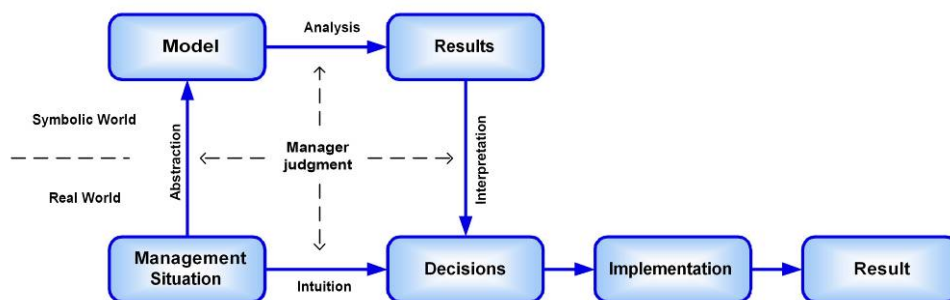 Model
Analysis
Results
Symbolic World
Abstraction
Manager
judgment
Interpretation
Real World
Management
Situation
Intuition
Decisions
Implementation
Result